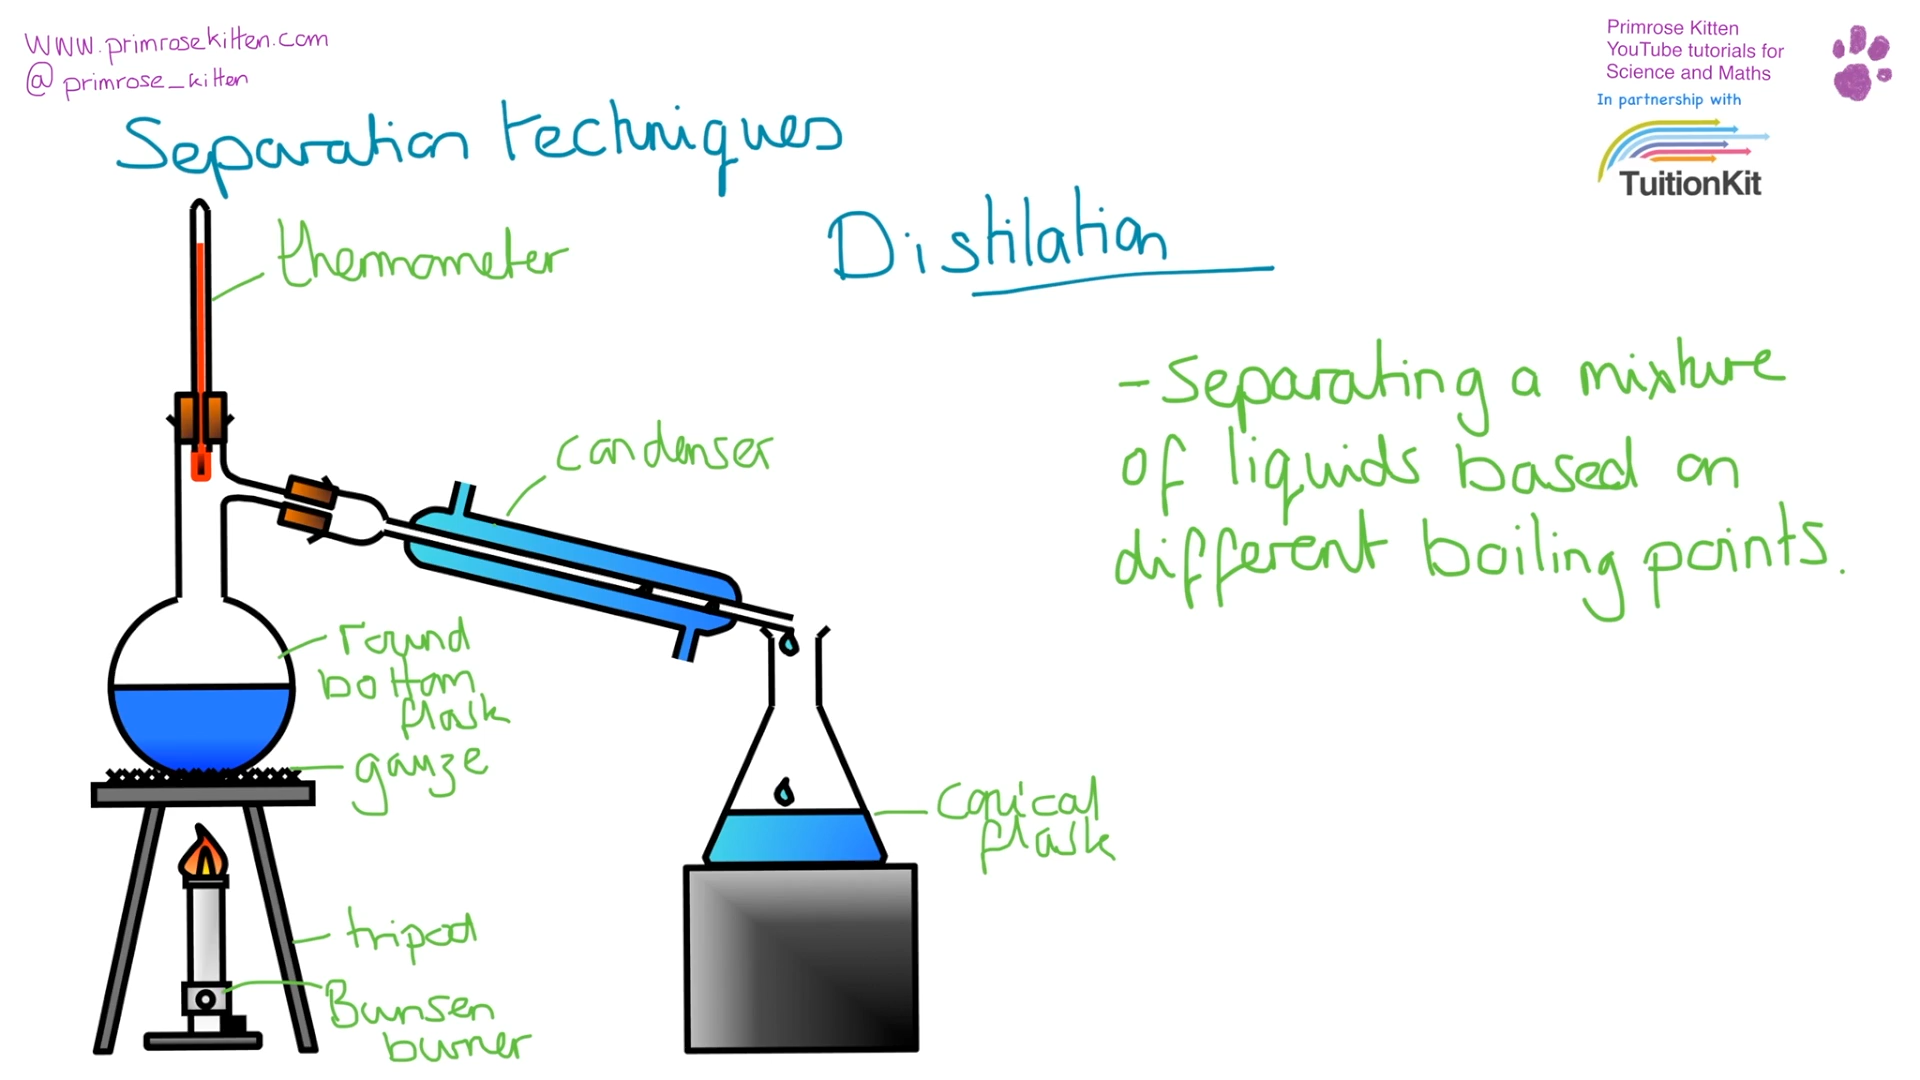 www.primrosekitten.com
@primrose_kitten
Primrose Kitten
YouTube tutorials for
Science and Maths
In partnership with
TuitionKit
Separation techniques
Distilation
thermometer
condenser
- Separating a mixture
of liquids based on
different boiling points.
round
bottom
flask
gauze
conical
flask
tripod
Bunsen
burner